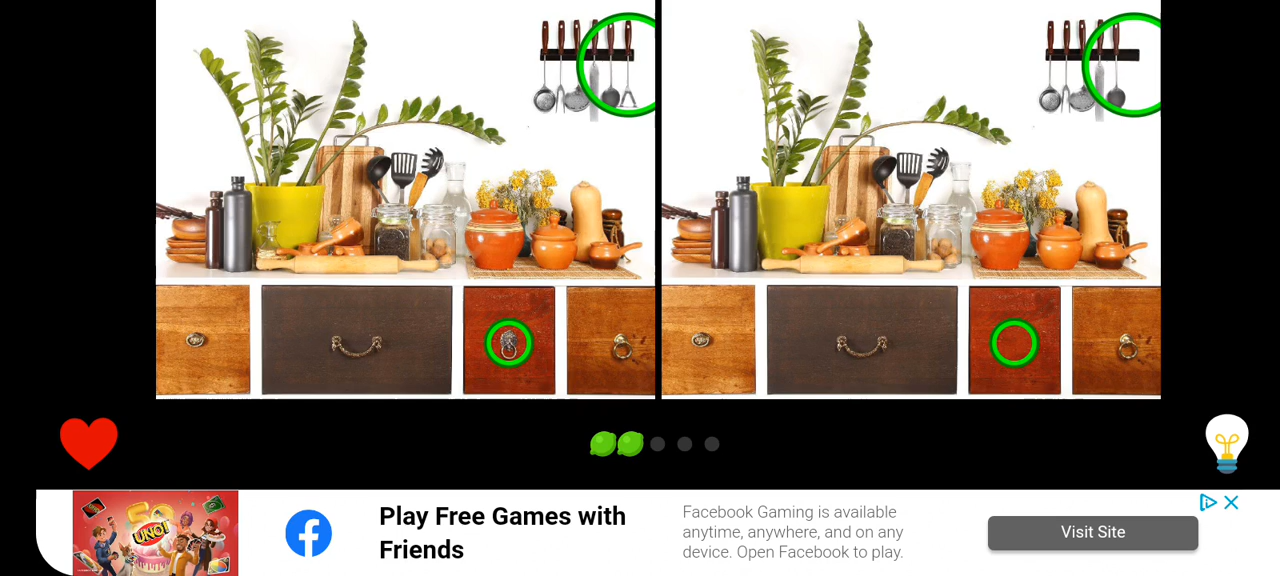 UNO!
Play Free Games with
Friends
Facebook Gaming is available
anytime, anywhere, and on any
device. Open Facebook to play.
Visit Site